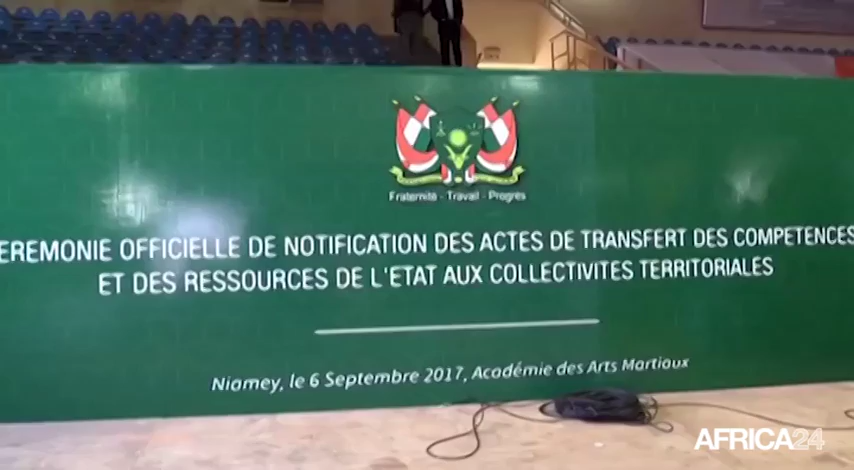 Fraternité - Travail - Progrès
EREMONIE OFFICIELLE DE NOTIFICATION DES ACTES DE TRANSFERT DES COMPETENCES
ET DES RESSOURCES DE L'ETAT AUX COLLECTIVITES TERRITORIALES
Niamey, le 6 Septembre 2017, Académie des Arts Martiaux
AFRICA24